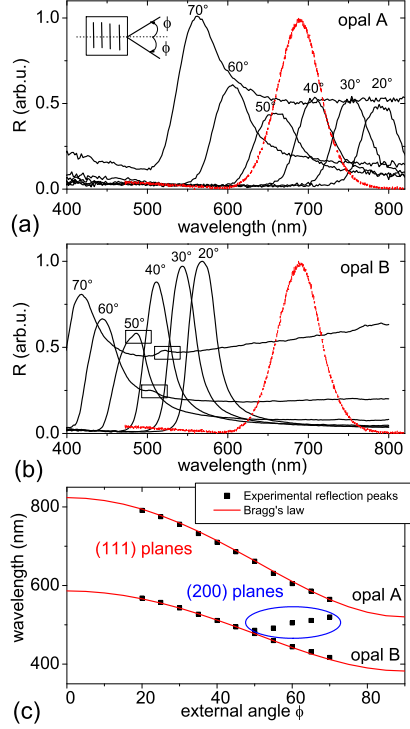 opal A
ϕ
ϕ
70°
60°
50°
40°
30°
20°
R (arb.u.)
1.0
0.5
0.0
400 500 600 700 800
wavelength (nm)
(a)
opal B
70°
60°
50°
40°
30°
20°
R (arb.u.)
1.0
0.5
0.0
400 500 600 700 800
wavelength (nm)
(b)
Experimental reflection peaks
Bragg's law
(111) planes
(200) planes
opal A
opal B
wavelength (nm)
800
600
400
0 20 40 60 80
external angle ϕ
(c)